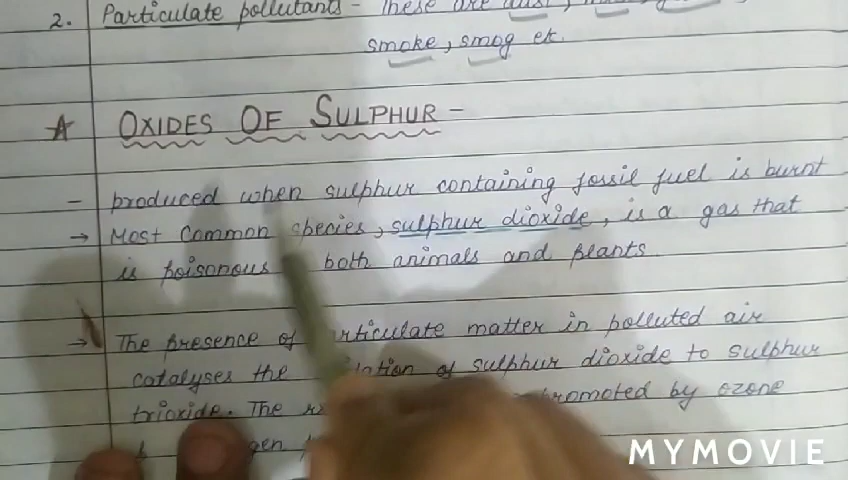 2. Particulate pollutants - These are
smoke, smog etc.
OXIDES OF SULPHUR -
- produced when sulphur containing fossil fuel is burnt
→ Most common species, sulphur dioxide, is a gas that
is poisonous both animals and plants.
→ The presence of matter in polluted air
catalyses the of sulphur dioxide to sulphur
trioxide. The promoted by ozone
MYMOVIE